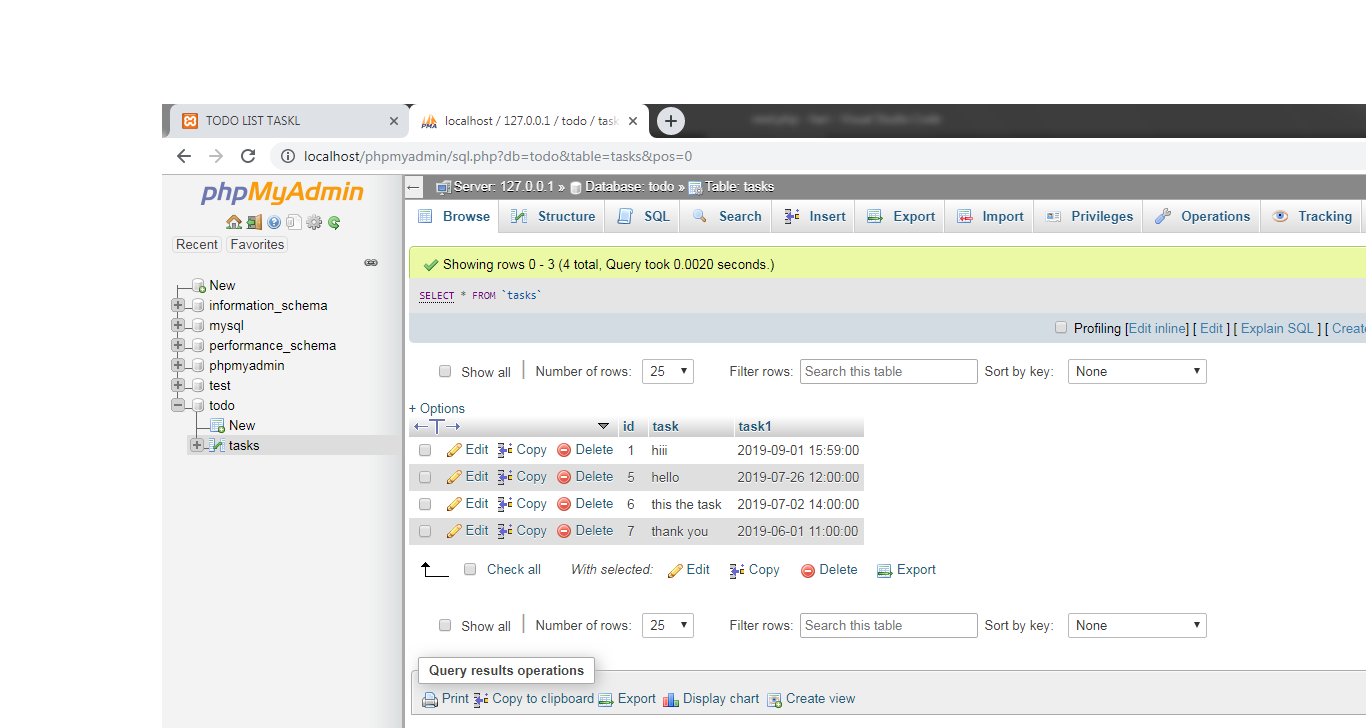 TODO LIST TASKL
localhost / 127.0.0.1 / todo / task
localhost/phpmyadmin/sql.php?db=todo&table=tasks&pos=0
phpMyAdmin
Recent Favorites
New
information_schema
mysql
performance_schema
phpmyadmin
test
todo
New
tasks
Server: 127.0.0.1 » Database: todo » Table: tasks
Browse Structure SQL Search Insert Export Import Privileges Operations Tracking
Showing rows 0 - 3 (4 total, Query took 0.0020 seconds.)
SELECT * FROM `tasks`
Profiling [Edit inline] [ Edit ] [ Explain SQL ] [ Create
Show all Number of rows: 25 Filter rows: Search this table Sort by key: None
+ Options
id task task1
Edit Copy Delete 1 hiii 2019-09-01 15:59:00
Edit Copy Delete 5 hello 2019-07-26 12:00:00
Edit Copy Delete 6 this the task 2019-07-02 14:00:00
Edit Copy Delete 7 thank you 2019-06-01 11:00:00
Check all With selected: Edit Copy Delete Export
Show all Number of rows: 25 Filter rows: Search this table Sort by key: None
Query results operations
Print Copy to clipboard Export Display chart Create view